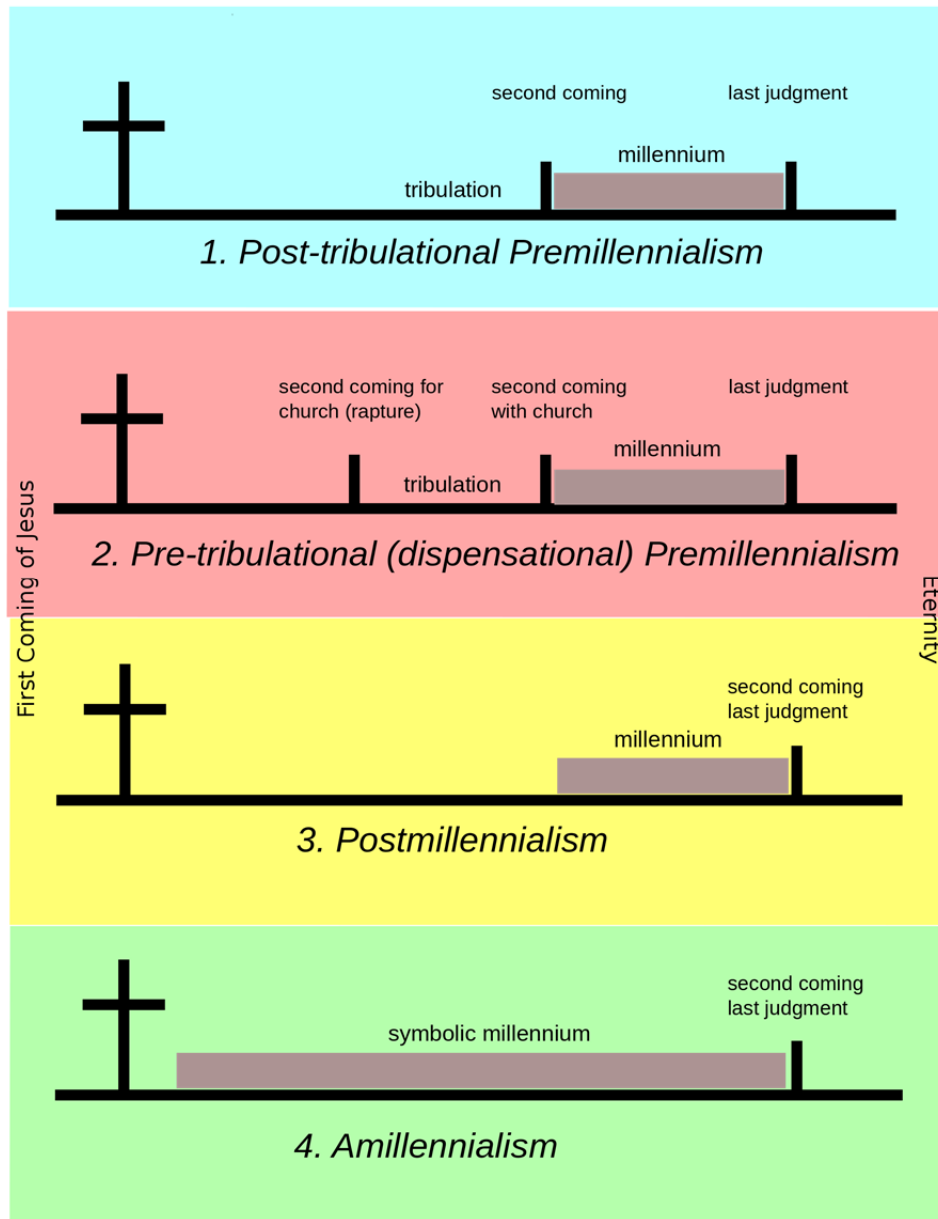 second coming
last judgment
millennium
tribulation
1. Post-tribulational Premillennialism
second coming for
church (rapture)
second coming
with church
last judgment
millennium
tribulation
2. Pre-tribulational (dispensational) Premillennialism
First Coming of Jesus
Eternity
second coming
last judgment
millennium
3. Postmillennialism
second coming
last judgment
symbolic millennium
4. Amillennialism